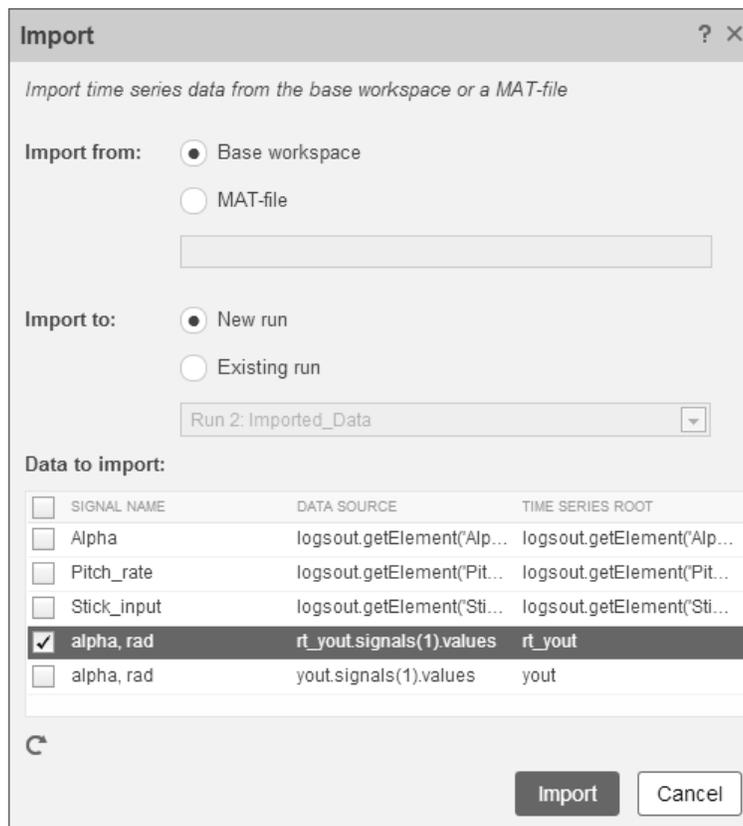 Import ? ×
Import time series data from the base workspace or a MAT-file
Import from: Base workspace
MAT-file
Import to: New run
Existing run
Run 2: Imported_Data
Data to import:
SIGNAL NAME DATA SOURCE TIME SERIES ROOT
Alpha logsout.getElement('Alp... logsout.getElement('Alp...
Pitch_rate logsout.getElement('Pit... logsout.getElement('Pit...
Stick_input logsout.getElement('Sti... logsout.getElement('Sti...
alpha, rad rt_yout.signals(1).values rt_yout
alpha, rad yout.signals(1).values yout
Import Cancel